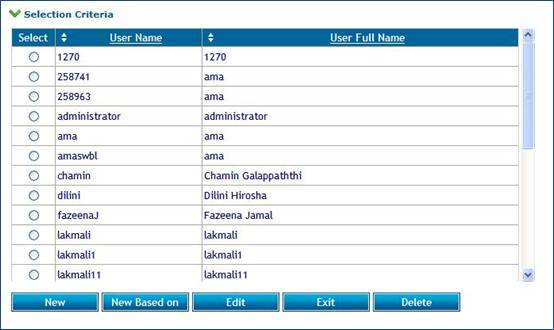 Selection Criteria
Select User Name User Full Name
1270 1270
258741 ama
258963 ama
administrator administrator
ama ama
amaswbl ama
chamin Chamin Galappaththi
dilini Dilini Hirosha
fazeenaJ Fazeena Jamal
lakmali lakmali
lakmali1 lakmali1
lakmali11 lakmali11
New New Based on Edit Exit Delete